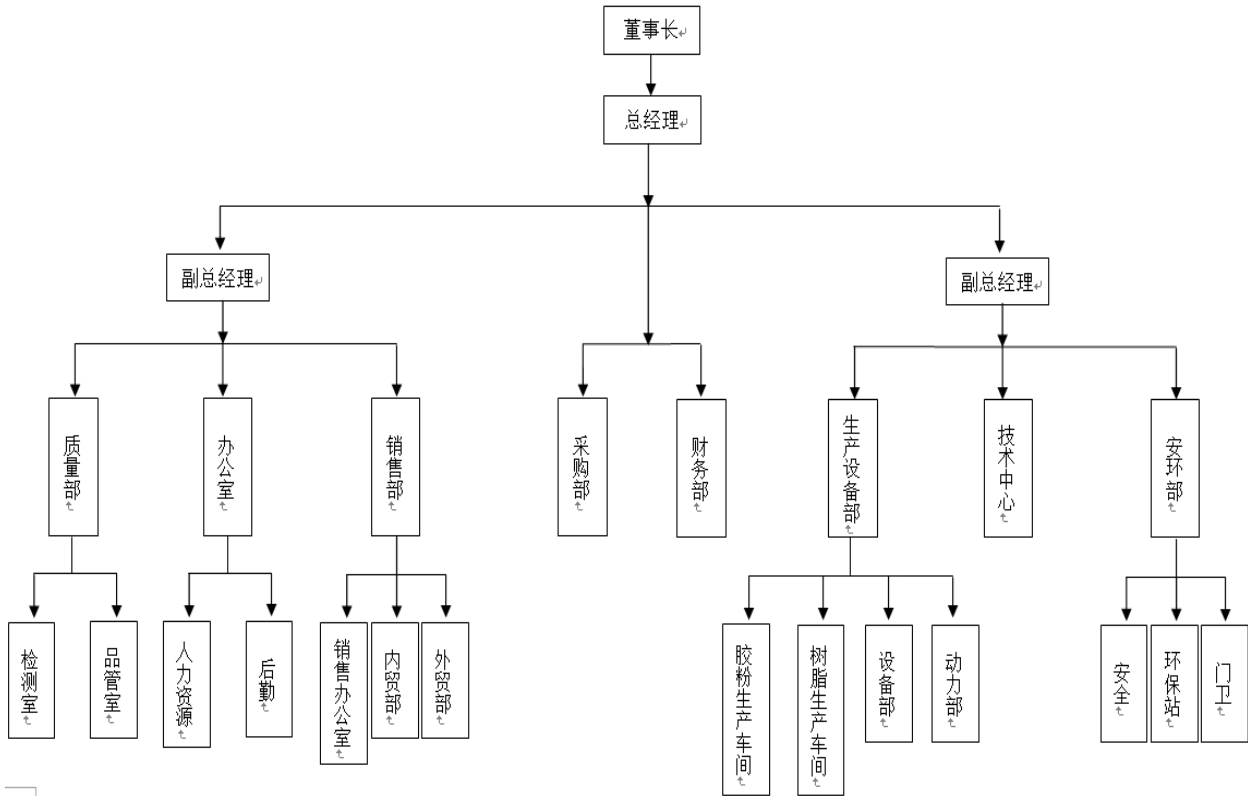 董事长
总经理
副总经理
副总经理
质量部
办公室
销售部
采购部
财务部
生产设备部
技术中心
安环部
检测室
品管室
人力资源
后勤
销售办公室
内贸部
外贸部
胶粉生产车间
树脂生产车间
设备部
动力部
安全
环保站
门卫